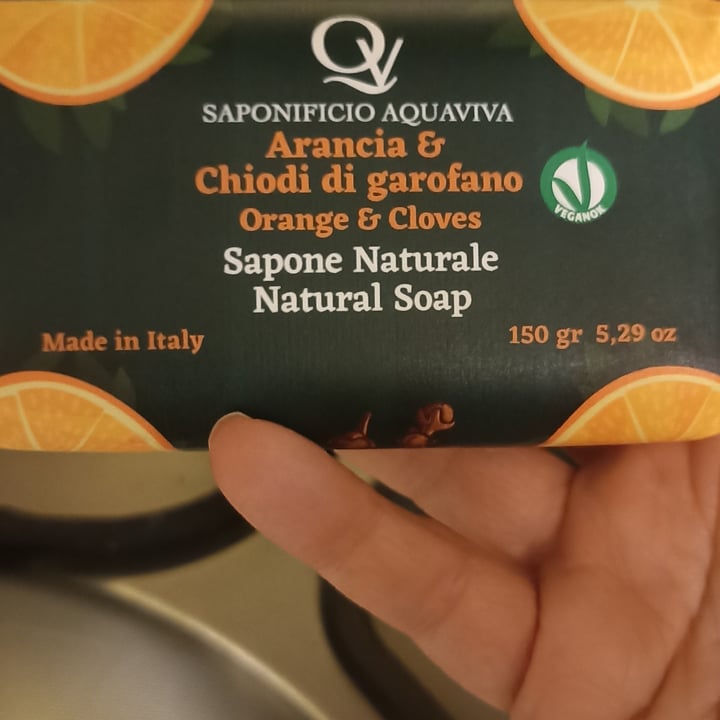 QV
SAPONIFICIO AQUAVIVA
Arancia &
Chiodi di garofano
Orange & Cloves
VEGANOK
Sapone Naturale
Natural Soap
Made in Italy
150 gr 5,29 oz